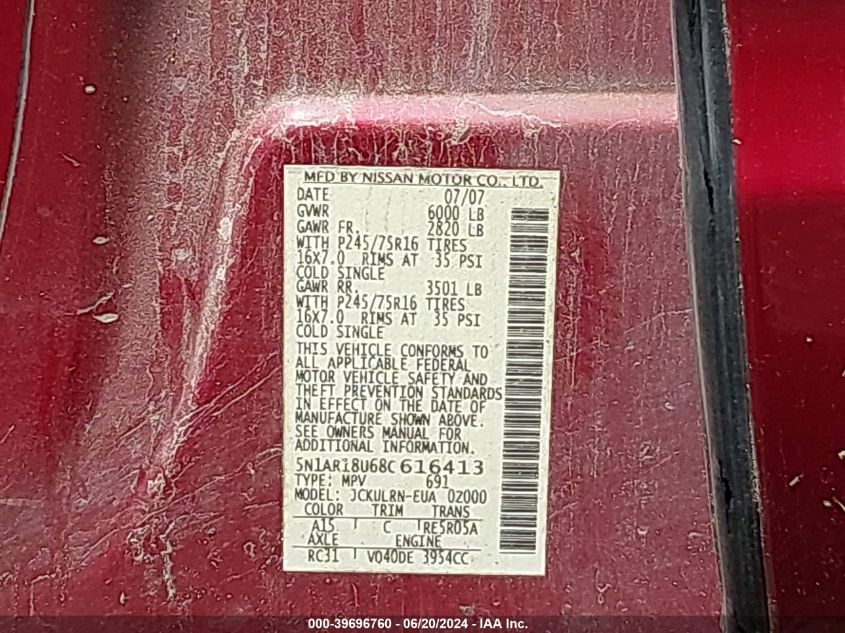 MFD BY NISSAN MOTOR CO., LTD.
DATE 07/07
GVWR 6000 LB
GAWR FR. 2820 LB
WITH P245/75R16 TIRES
16X7.0 RIMS AT 35 PSI
COLD SINGLE
GAWR RR. 3501 LB
WITH P245/75R16 TIRES
16X7.0 RIMS AT 35 PSI
COLD SINGLE
THIS VEHICLE CONFORMS TO
ALL APPLICABLE FEDERAL
MOTOR VEHICLE SAFETY AND
THEFT PREVENTION STANDARDS
IN EFFECT ON THE DATE OF
MANUFACTURE SHOWN ABOVE.
SEE OWNERS MANUAL FOR
ADDITIONAL INFORMATION.
5N1AR18U68C616413
TYPE: MPV 691
MODEL: JCKULRN-EUA 02000
COLOR TRIM TRANS
A15 C RE5R05A
AXLE ENGINE
RC31 VQ40DE 3954CC
000-39696760 - 06/20/2024 - IAA Inc.